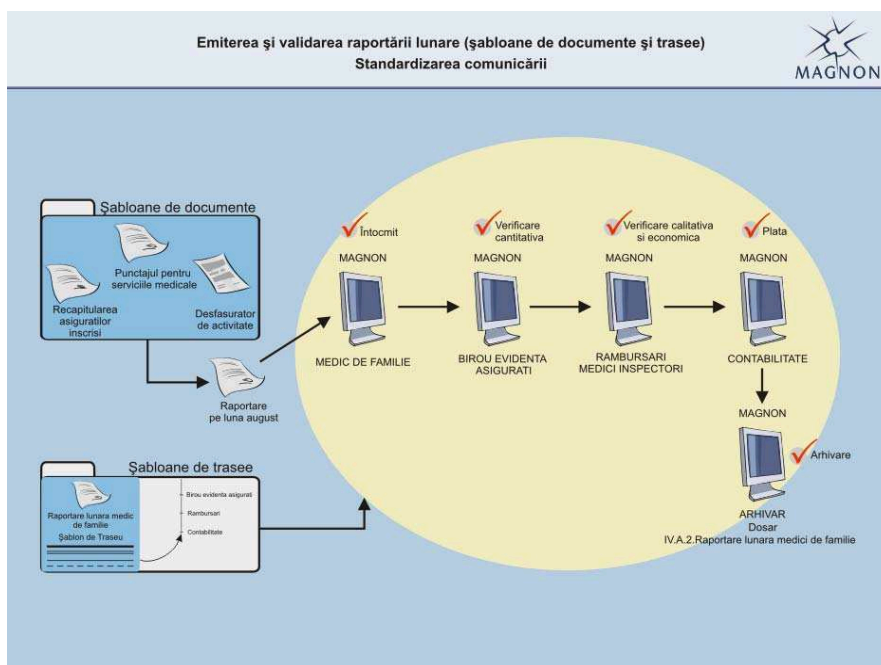 Emiterea şi validarea raportării lunare (şabloane de documente şi trasee)
Standardizarea comunicării
MAGNON
Şabloane de documente
Punctajul pentru
serviciile medicale
Recapitularea
asiguratilor
inscrisi
Desfasurator
de activitate
Raportare
pe luna august
Întocmit
MAGNON
MEDIC DE FAMILIE
Verificare
cantitativa
MAGNON
BIROU EVIDENTA
ASIGURATI
Verificare calitativa
si economica
MAGNON
RAMBURSARI
MEDICI INSPECTORI
Plata
MAGNON
CONTABILITATE
MAGNON
Arhivare
ARHIVAR
Dosar
IV.A.2.Raportare lunara medici de familie
Şabloane de trasee
Raportare lunara medic
de familie
Şablon de Traseu
Birou evidenta asigurati
Rambursari
Contabilitate